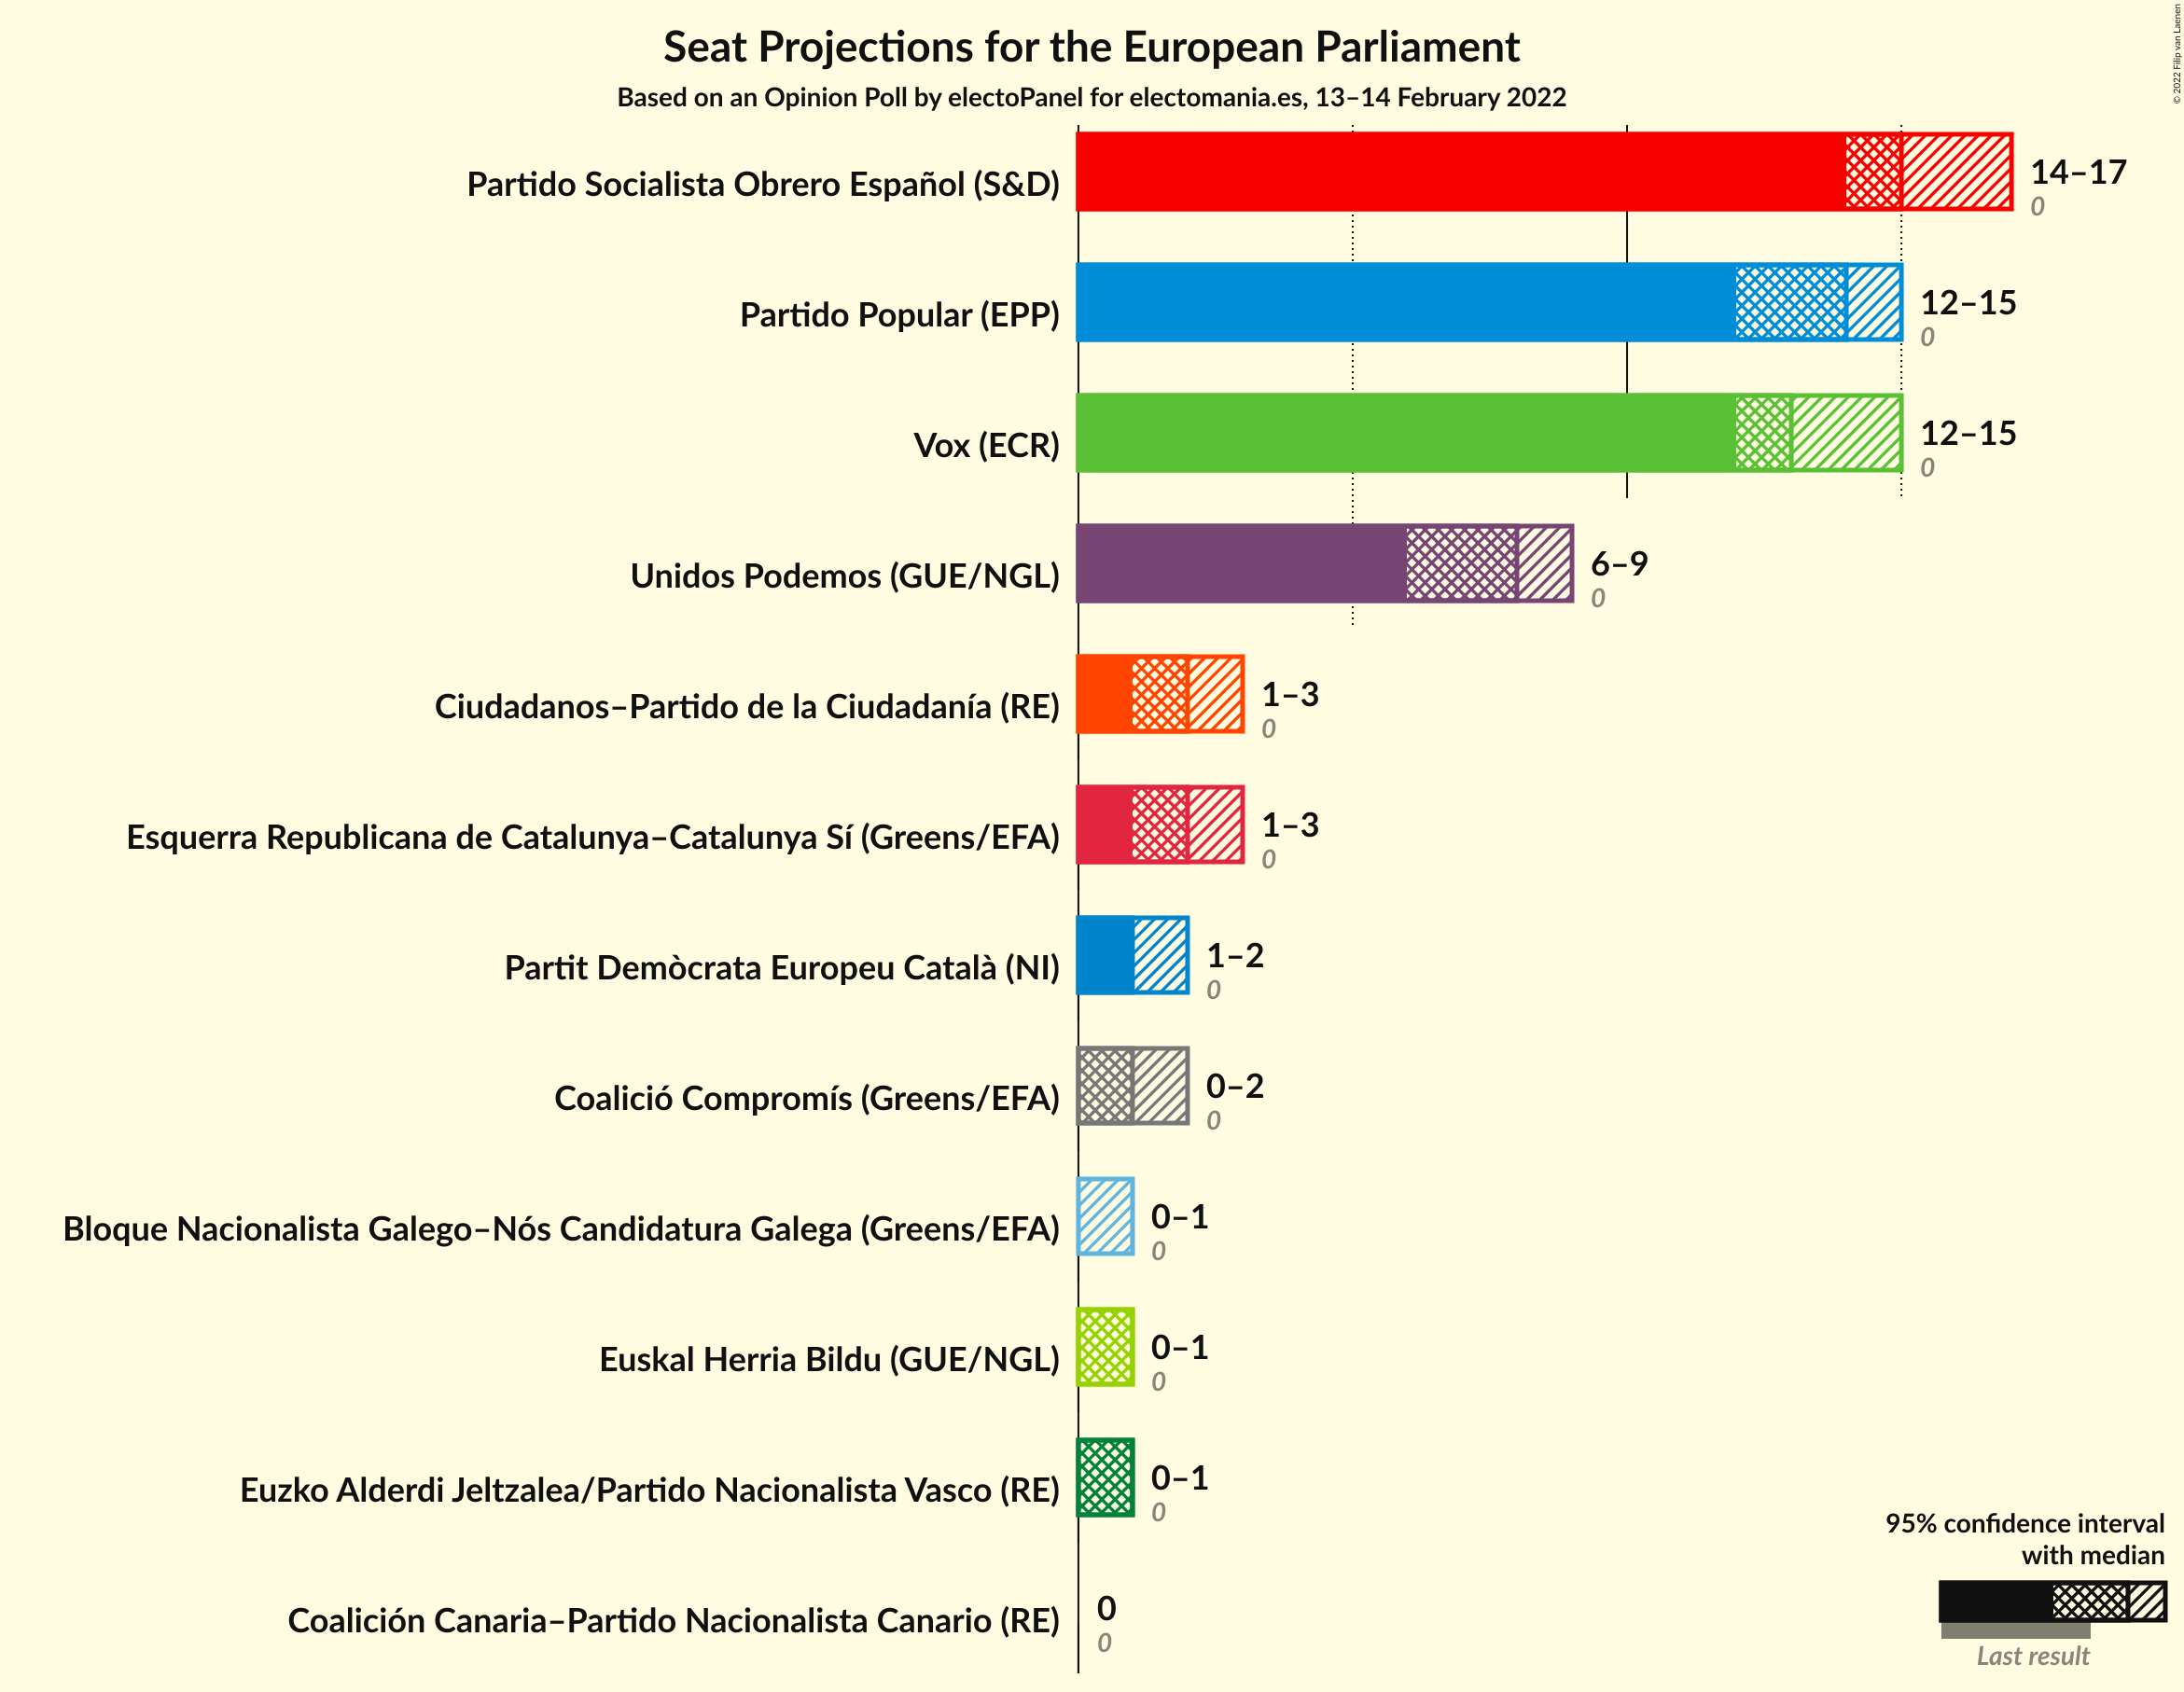 Seat Projections for the European Parliament
Based on an Opinion Poll by electoPanel for electomania.es, 13–14 February 2022
© 2022 Filip van Laenen
Partido Socialista Obrero Español (S&D)
14–17
0
Partido Popular (EPP)
12–15
0
Vox (ECR)
12–15
0
Unidos Podemos (GUE/NGL)
6–9
0
Ciudadanos–Partido de la Ciudadanía (RE)
1–3
0
Esquerra Republicana de Catalunya–Catalunya Sí (Greens/EFA)
1–3
0
Partit Demòcrata Europeu Català (NI)
1–2
0
Coalició Compromís (Greens/EFA)
0–2
0
Bloque Nacionalista Galego–Nós Candidatura Galega (Greens/EFA)
0–1
0
Euskal Herria Bildu (GUE/NGL)
0–1
0
Euzko Alderdi Jeltzalea/Partido Nacionalista Vasco (RE)
0–1
0
Coalición Canaria–Partido Nacionalista Canario (RE)
0
0
95% confidence interval
with median
Last result